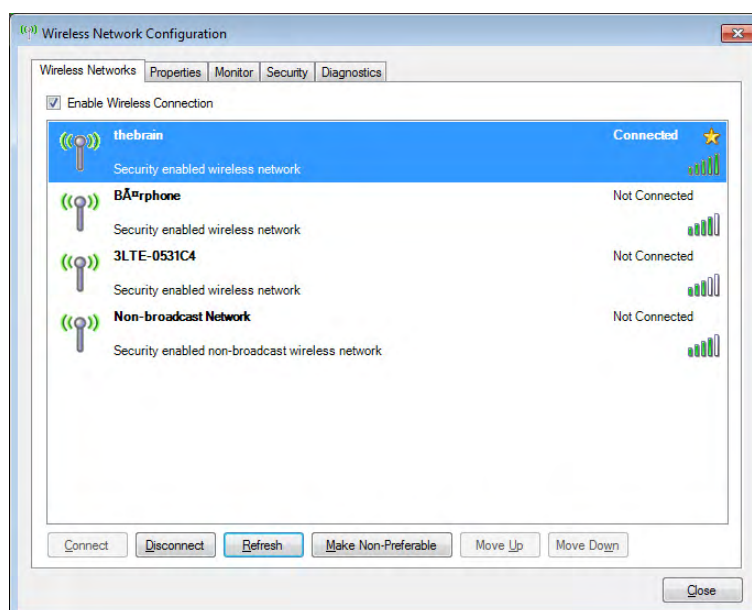 Wireless Network Configuration
Wireless Networks Properties Monitor Security Diagnostics
Enable Wireless Connection
thebrain Connected
Security enabled wireless network
BÃ¤rphone Not Connected
Security enabled wireless network
3LTE-0531C4 Not Connected
Security enabled wireless network
Non-broadcast Network Not Connected
Security enabled non-broadcast wireless network
Connect Disconnect Refresh Make Non-Preferable Move Up Move Down
Close